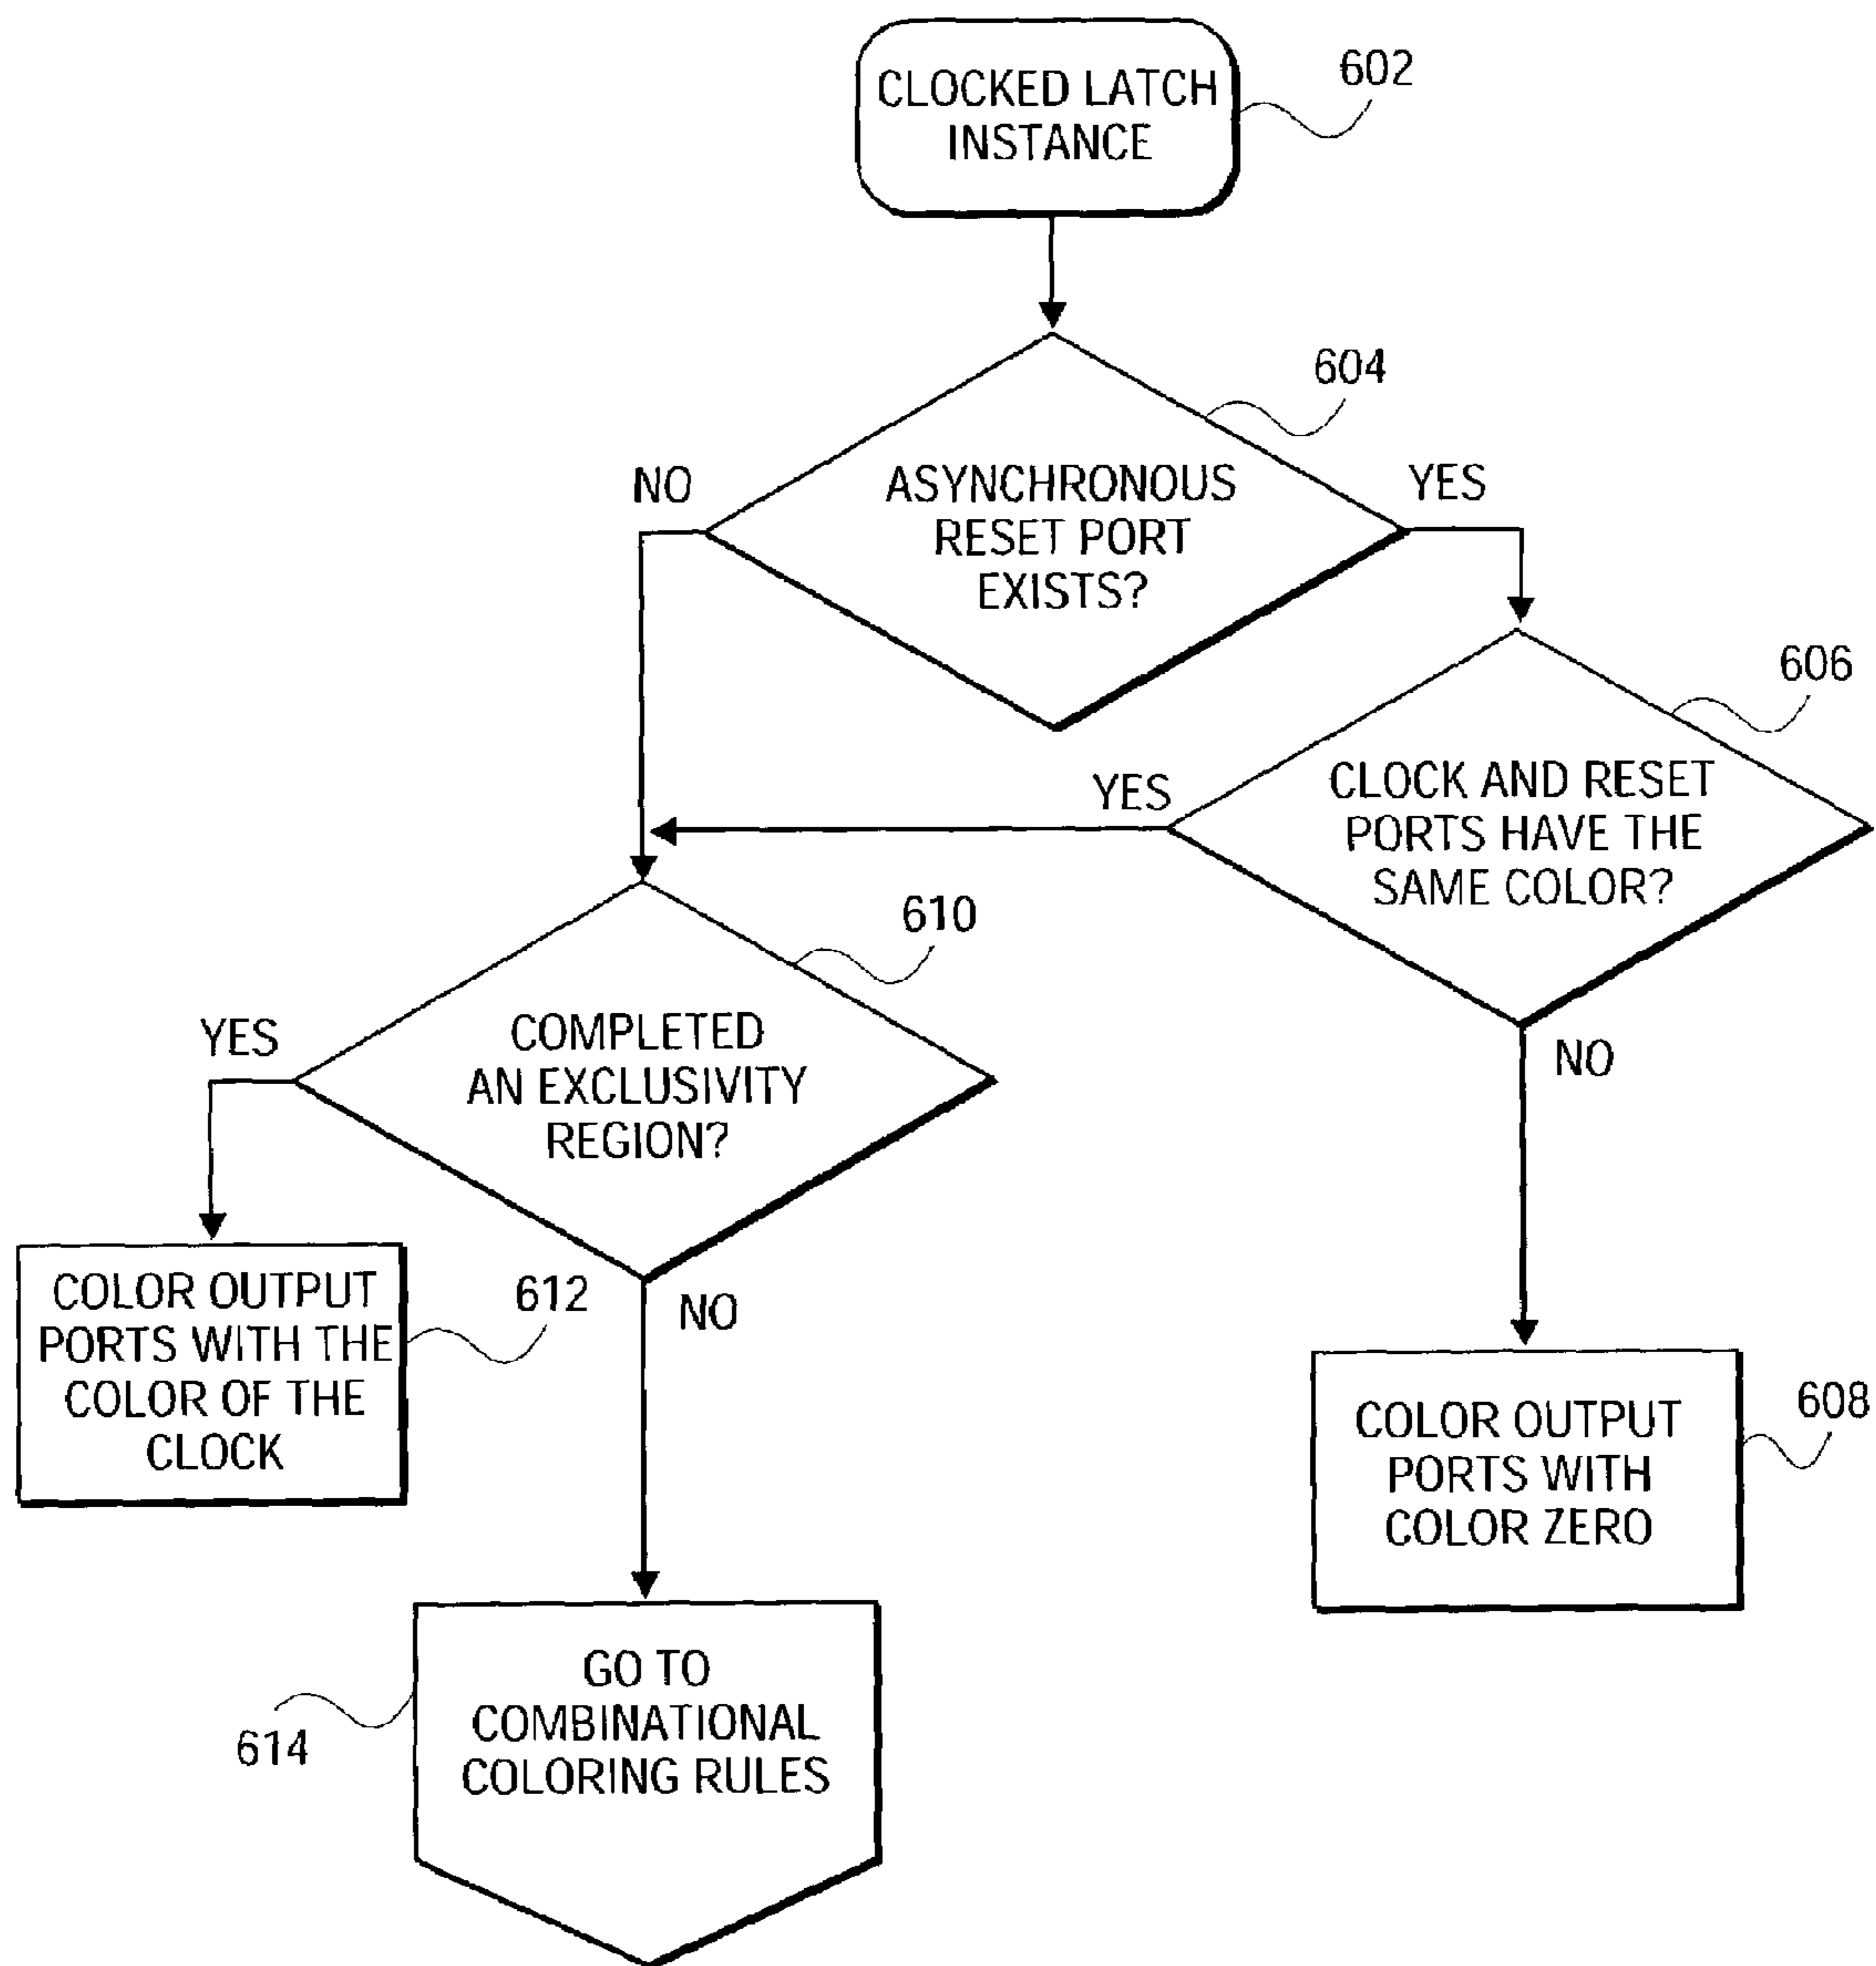 CLOCKED LATCH
INSTANCE
602
604
NO
ASYNCHRONOUS
RESET PORT
EXISTS?
YES
606
YES
CLOCK AND RESET
PORTS HAVE THE
SAME COLOR?
610
YES
COMPLETED
AN EXCLUSIVITY
REGION?
NO
COLOR OUTPUT
PORTS WITH THE
COLOR OF THE
CLOCK
612
NO
COLOR OUTPUT
PORTS WITH
COLOR ZERO
608
GO TO
COMBINATIONAL
COLORING RULES
614